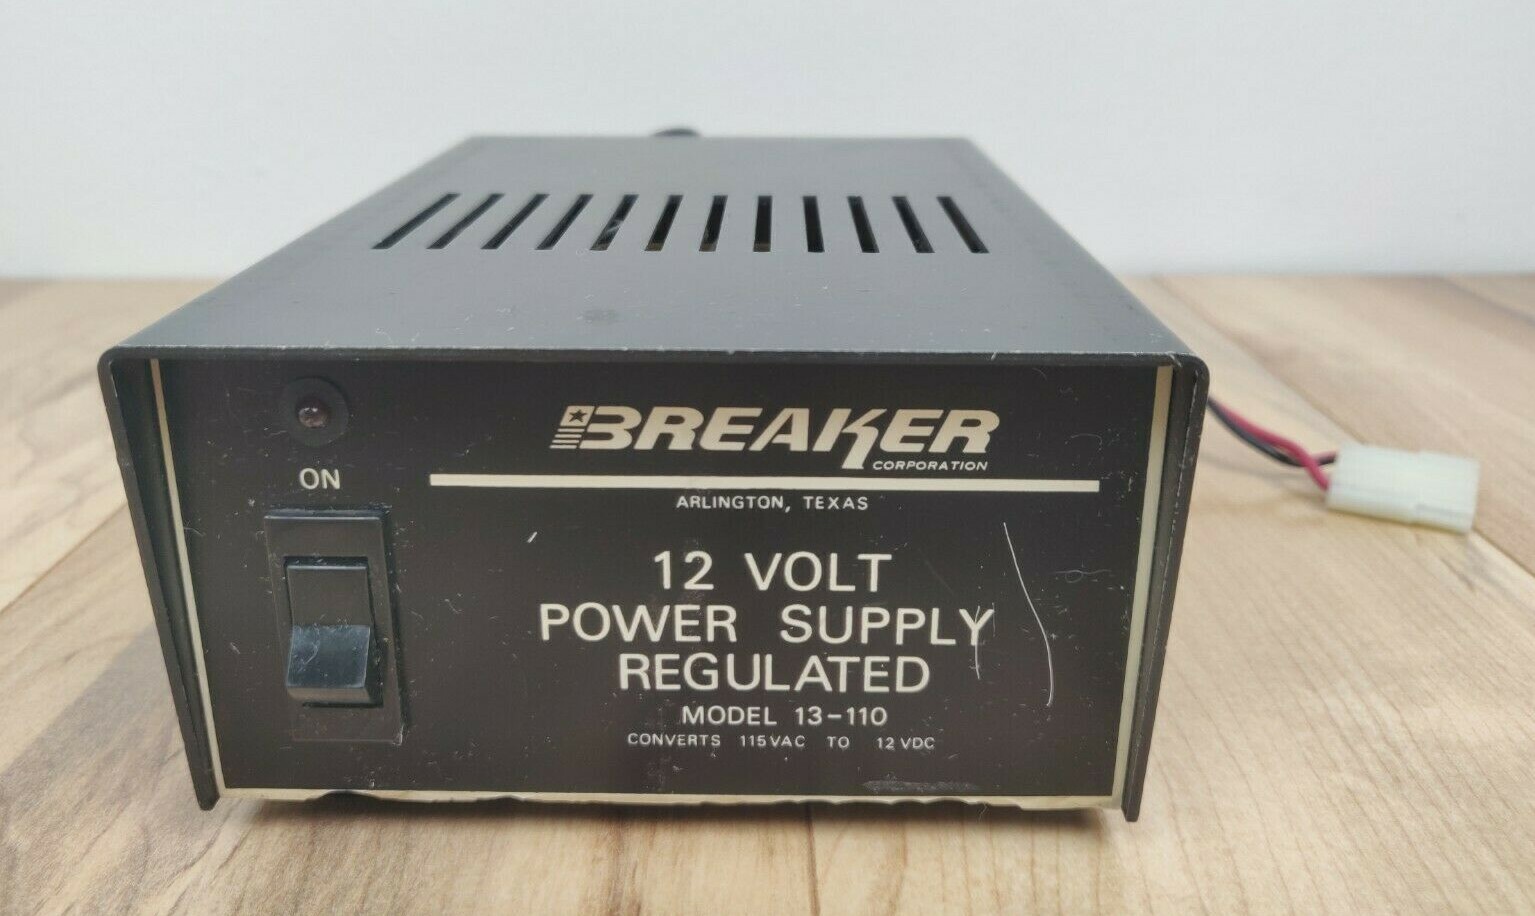 BREAKER
CORPORATION
ARLINGTON, TEXAS
ON
12 VOLT
POWER SUPPLY
REGULATED
MODEL 13-110
CONVERTS 115VAC TO 12VDC